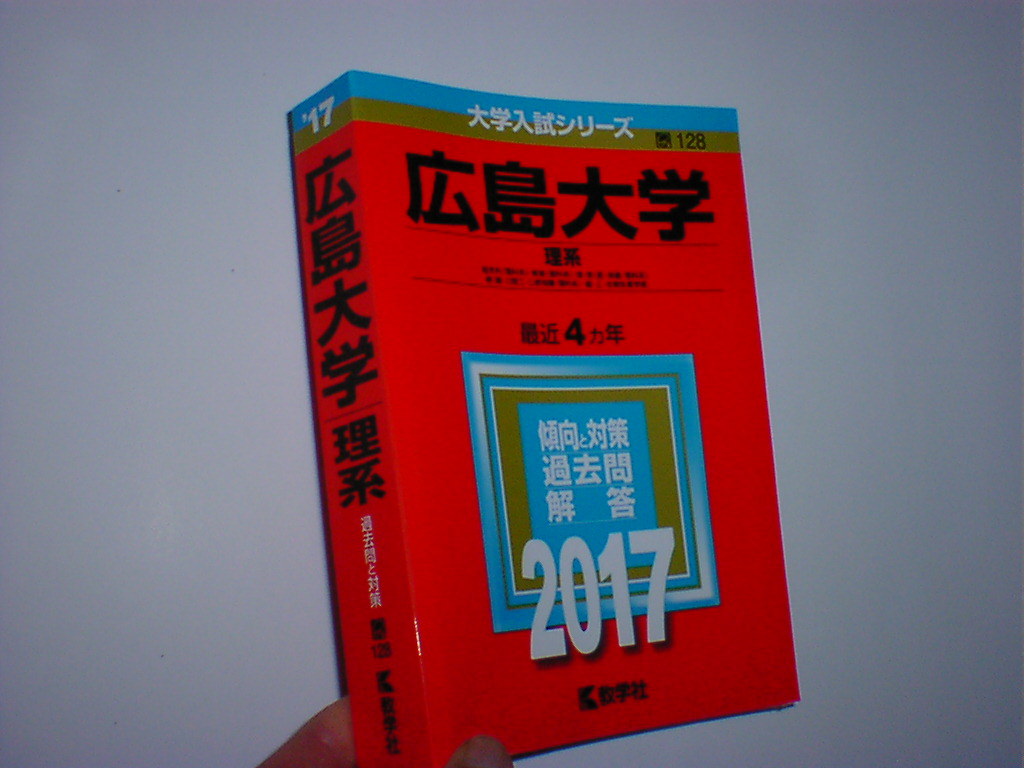 '17
広島大学
理系
過去問と対策
128
教学社
大学入試シリーズ
128
広島大学
理系
最近4カ年
傾向と対策
過去問
解答
2017
教学社